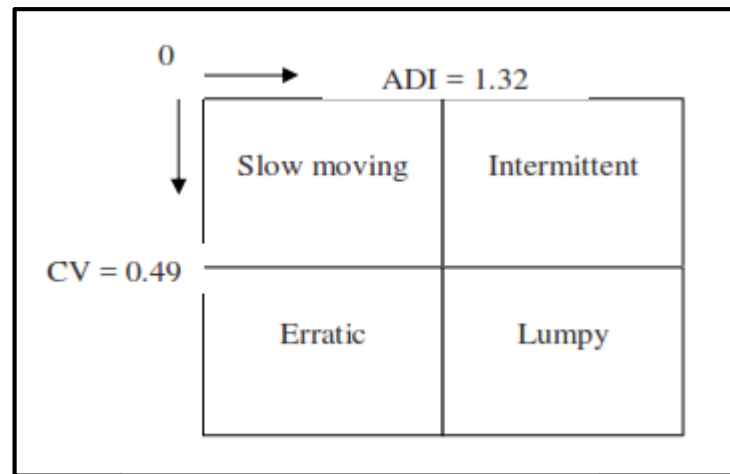 0
ADI = 1.32
Slow moving Intermittent
CV = 0.49
Erratic Lumpy